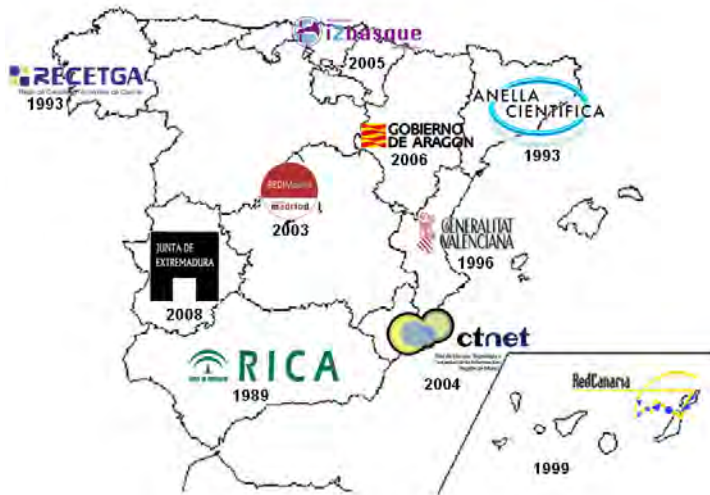 i2basque
2005
RECETGA
1993
ANELLA
CIENTÍFICA
1993
GOBIERNO
DE ARAGON
2006
REDIMadrid
madrimasd
2003
GENERALITAT
VALENCIANA
1996
JUNTA DE
EXTREMADURA
2008
ctnet
2004
RICA
1989
RedCanaria
1999